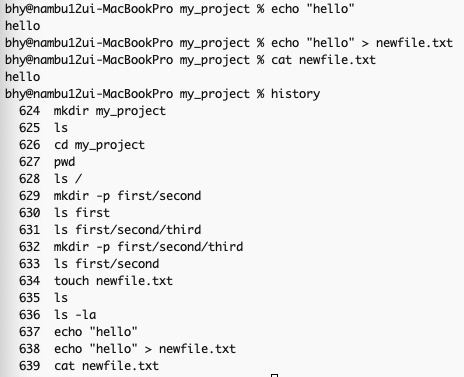 bhy@nambu12ui-MacBookPro my_project % echo "hello"
hello
bhy@nambu12ui-MacBookPro my_project % echo "hello" > newfile.txt
bhy@nambu12ui-MacBookPro my_project % cat newfile.txt
hello
bhy@nambu12ui-MacBookPro my_project % history
  624  mkdir my_project
  625  ls
  626  cd my_project
  627  pwd
  628  ls /
  629  mkdir -p first/second
  630  ls first
  631  ls first/second/third
  632  mkdir -p first/second/third
  633  ls first/second
  634  touch newfile.txt
  635  ls
  636  ls -la
  637  echo "hello"
  638  echo "hello" > newfile.txt
  639  cat newfile.txt